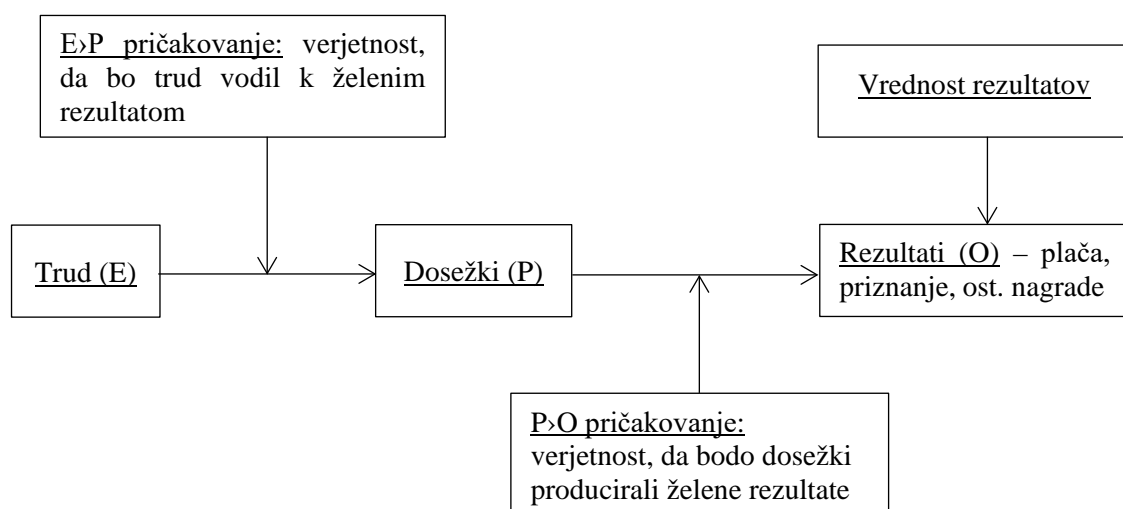 E›P pričakovanje: verjetnost,
da bo trud vodil k želenim
rezultatom
Vrednost rezultatov
Trud (E)
Dosežki (P)
Rezultati (O) – plača,
priznanje, ost. nagrade
P›O pričakovanje:
verjetnost, da bodo dosežki
producirali želene rezultate